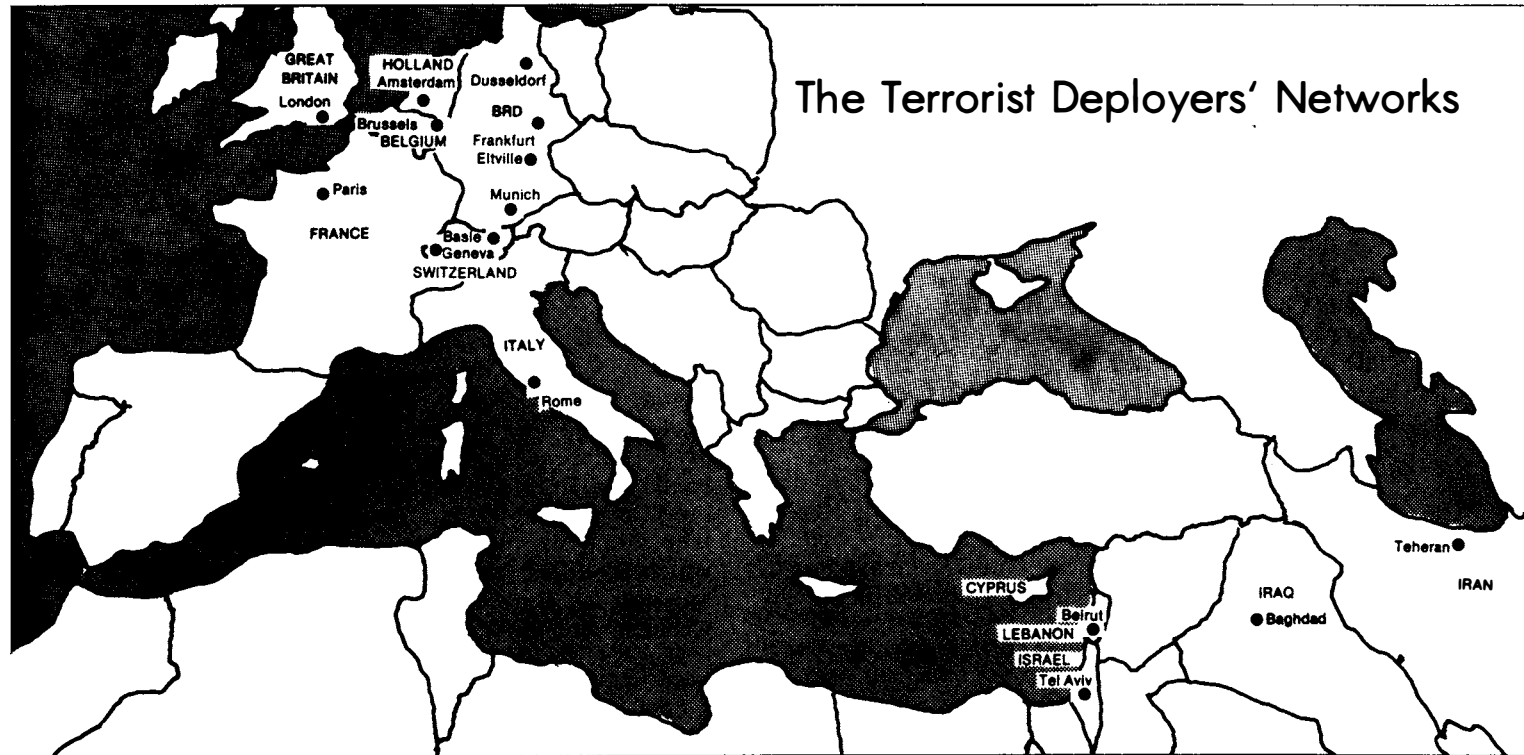 The Terrorist Deployers' Networks
GREAT
BRITAIN
London
HOLLAND
Amsterdam
Dusseldorf
BRD
Brussels
BELGIUM
Frankfurt
Eltville
Paris
Munich
FRANCE
Basle
Geneva
SWITZERLAND
ITALY
Rome
Teheran
IRAN
CYPRUS
IRAQ
Baghdad
Beirut
LEBANON
ISRAEL
Tel Aviv